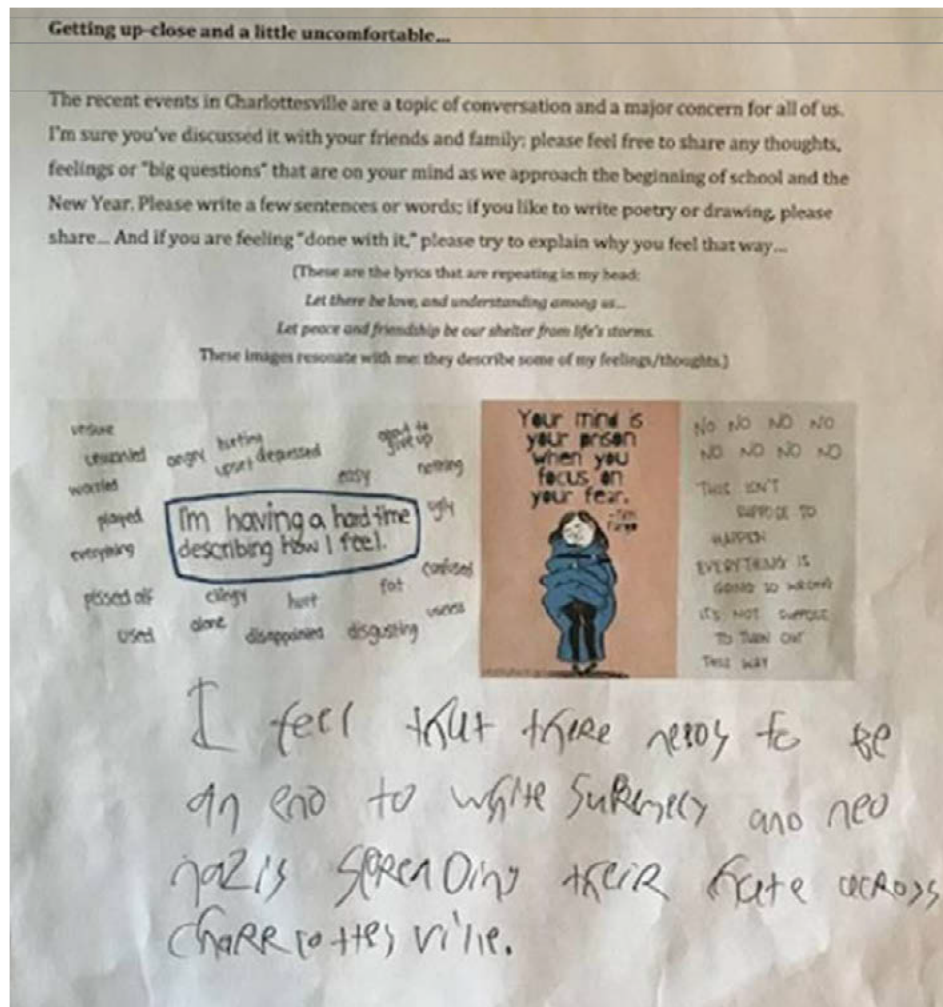 Getting up-close and a little uncomfortable...
The recent events in Charlottesville are a topic of conversation and a major concern for all of us.
I'm sure you've discussed it with your friends and family; please feel free to share any thoughts,
feelings or "big questions" that are on your mind as we approach the beginning of school and the
New Year. Please write a few sentences or words; if you like to write poetry or drawing, please
share... And if you are feeling "done with it," please try to explain why you feel that way...
(These are the lyrics that are repeating in my head:
Let there be love, and understanding among us...
Let peace and friendship be our shelter from life's storms.
These images resonate with me: they describe some of my feelings/thoughts.)
worried
angry
hurting
upset
depressed
give up
easy
nothing
played
ugly
everything
I'm having a hard time
describing how I feel.
confused
pissed off
clingy
hurt
fat
used
alone
disappointed
disgusting
Your mind is
your prison
when you
focus on
your fear.
NO NO NO NO
NO NO NO NO
THIS ISN'T
SUPPOSE TO
HAPPEN
EVERYTHING IS
GOING SO WRONG
IT'S NOT SUPPOSE
TO TURN OUT
THIS WAY
I feel that there needs to be
an end to white Supremecy and neo
nazis spreading their hate across
Charrlottesville.